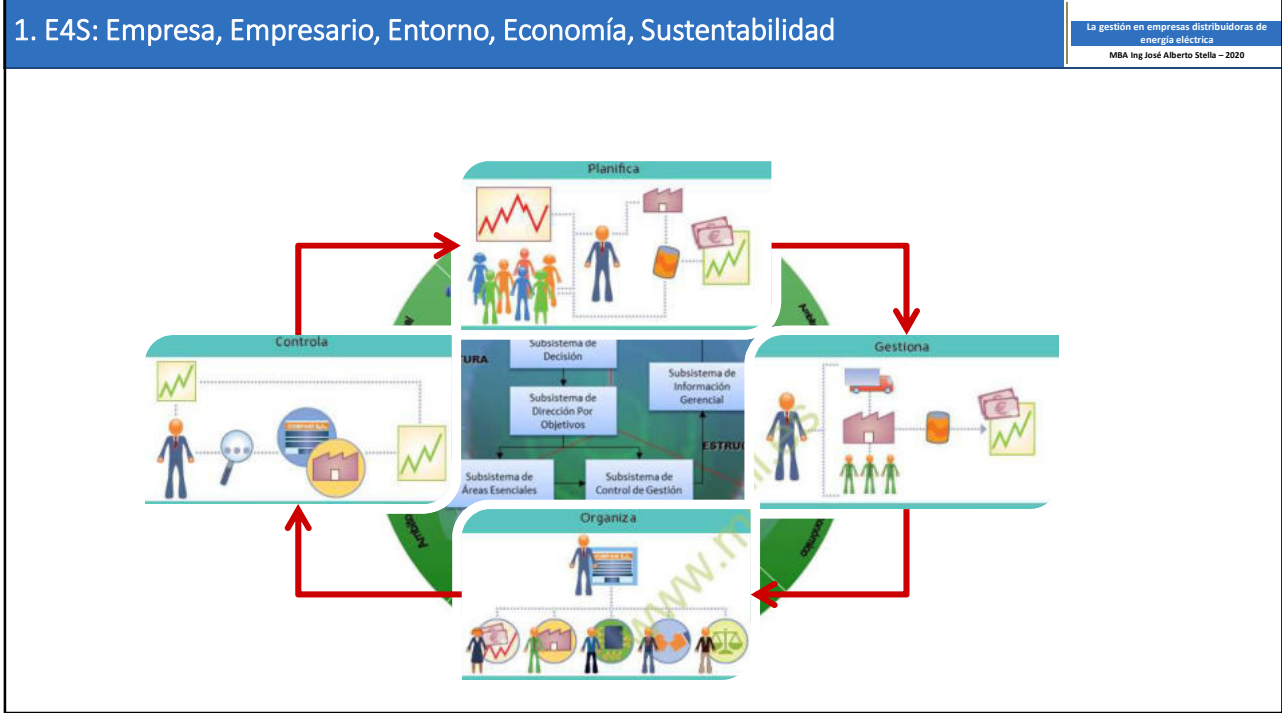 1. E4S: Empresa, Empresario, Entorno, Economía, Sustentabilidad
La gestión en empresas distribuidoras de
energía eléctrica
MBA Ing José Alberto Stella – 2020
Planifica
Controla
Gestiona
Subsistema de
Decisión
Subsistema de
Dirección Por
Objetivos
Subsistema de
Información
Gerencial
Subsistema de
Áreas Esenciales
Subsistema de
Control de Gestión
Ámbito
Organiza